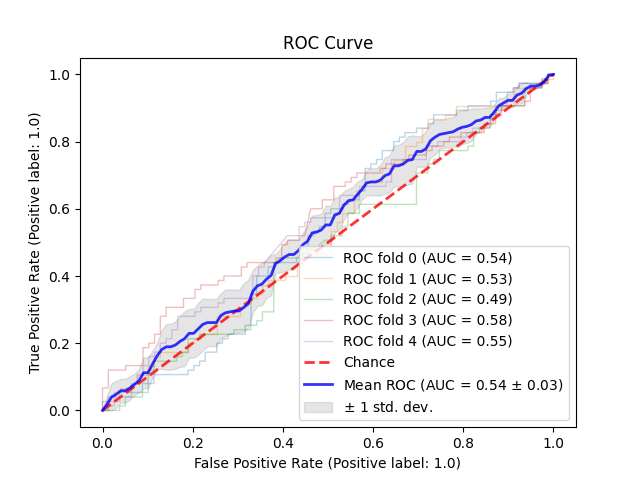 ROC Curve
True Positive Rate (Positive label: 1.0)
1.0
0.8
0.6
0.4
0.2
0.0
ROC fold 0 (AUC = 0.54)
ROC fold 1 (AUC = 0.53)
ROC fold 2 (AUC = 0.49)
ROC fold 3 (AUC = 0.58)
ROC fold 4 (AUC = 0.55)
Chance
Mean ROC (AUC = 0.54 ± 0.03)
± 1 std. dev.
0.0 0.2 0.4 0.6 0.8 1.0
False Positive Rate (Positive label: 1.0)